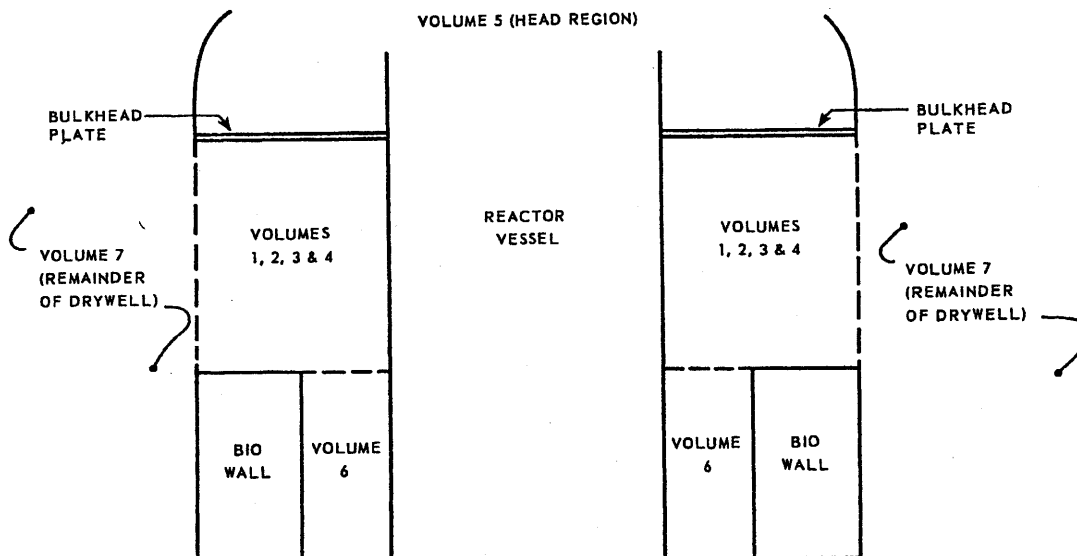 VOLUME 5 (HEAD REGION)
BULKHEAD
PLATE
BULKHEAD
PLATE
VOLUMES
1, 2, 3 & 4
REACTOR
VESSEL
VOLUMES
1, 2, 3 & 4
VOLUME 7
(REMAINDER
OF DRYWELL)
VOLUME 7
(REMAINDER
OF DRYWELL)
BIO
WALL
VOLUME
6
VOLUME
6
BIO
WALL